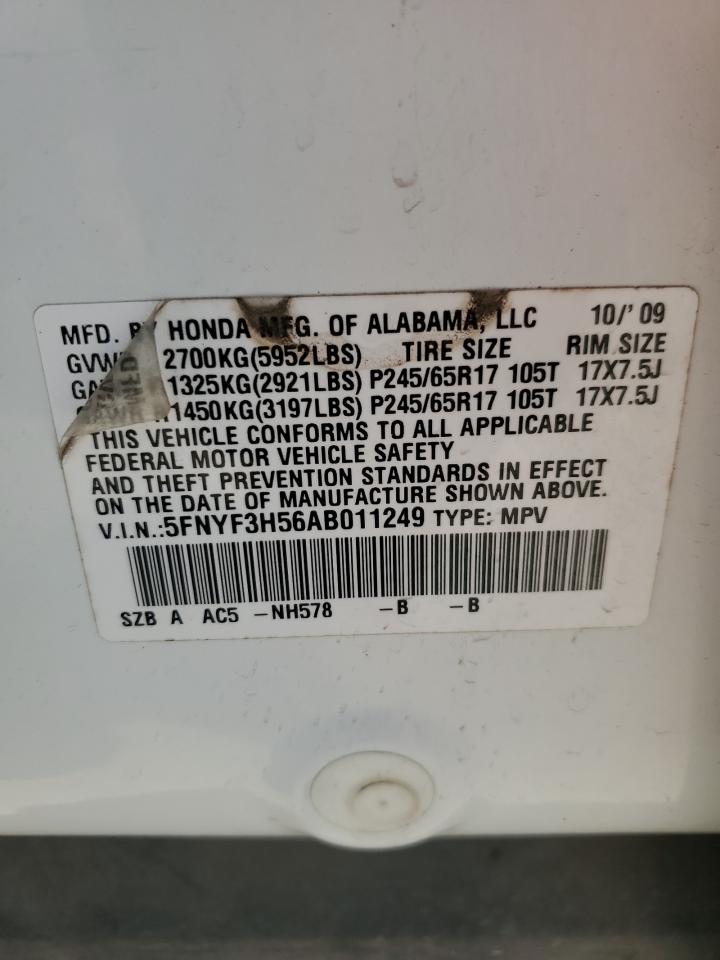 MFD. BY HONDA MFG. OF ALABAMA, LLC 10/'09
GVW 2700KG(5952LBS) TIRE SIZE RIM SIZE
GA 1325KG(2921LBS) P245/65R17 105T 17X7.5J
1450KG(3197LBS) P245/65R17 105T 17X7.5J
THIS VEHICLE CONFORMS TO ALL APPLICABLE
FEDERAL MOTOR VEHICLE SAFETY
AND THEFT PREVENTION STANDARDS IN EFFECT
ON THE DATE OF MANUFACTURE SHOWN ABOVE.
V.I.N.:5FNYF3H56AB011249 TYPE: MPV
SZB A AC5 -NH578 -B -B